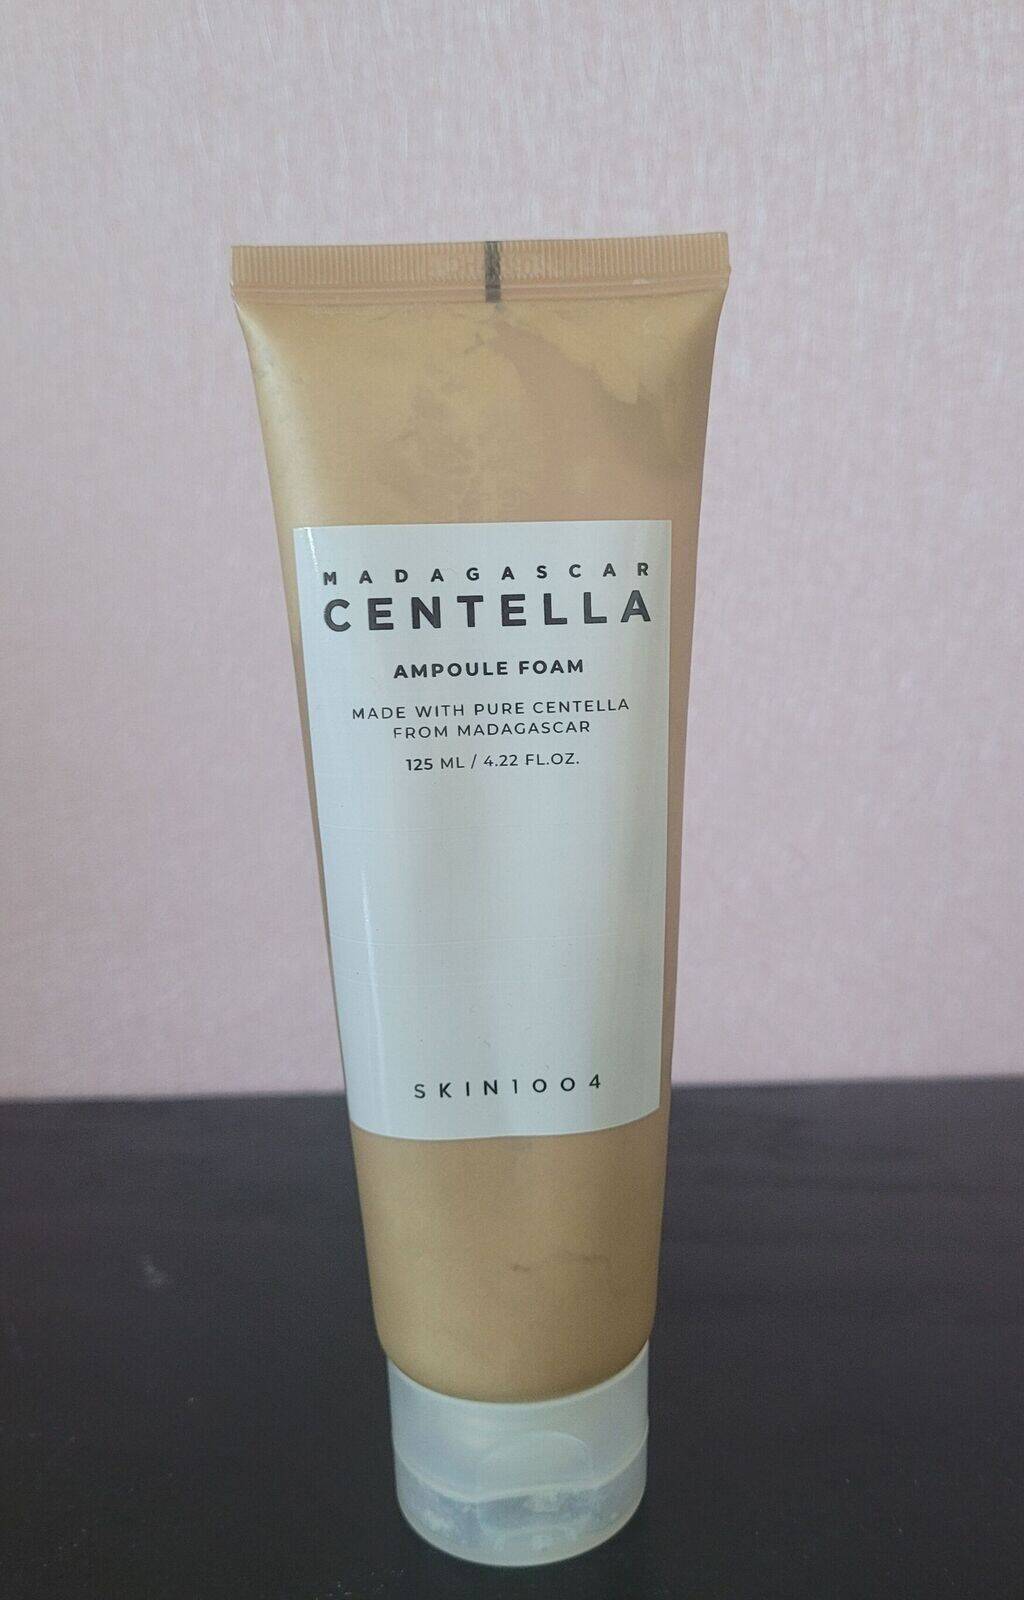 MADAGASCAR
CENTELLA
AMPOULE FOAM
MADE WITH PURE CENTELLA
FROM MADAGASCAR
125 ML / 4.22 FL.OZ.
SKIN1004